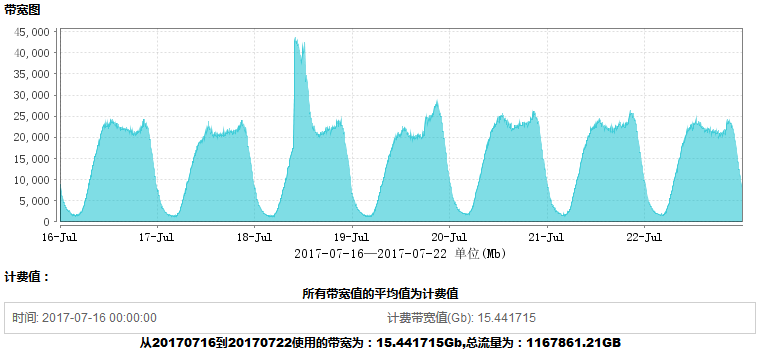 带宽图
45,000
40,000
35,000
30,000
25,000
20,000
15,000
10,000
5,000
0
16-Jul 17-Jul 18-Jul 19-Jul 20-Jul 21-Jul 22-Jul
2017-07-16—2017-07-22 单位(Mb)
计费值：
所有带宽值的平均值为计费值
时间: 2017-07-16 00:00:00 计费带宽值(Gb): 15.441715
从20170716到20170722使用的带宽为：15.441715Gb,总流量为：1167861.21GB